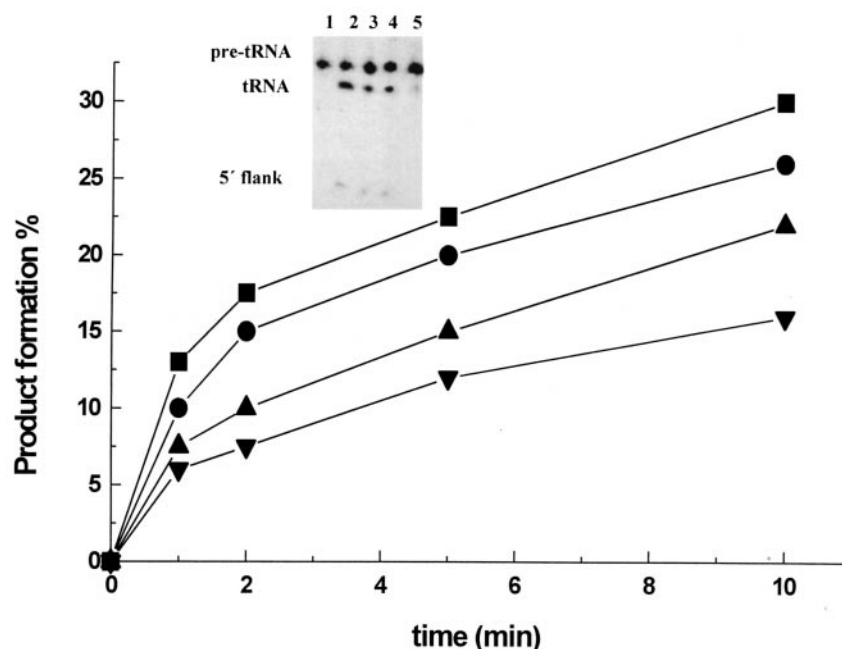 1 2 3 4 5
pre-tRNA
tRNA
5´ flank
Product formation %
30
25
20
15
10
5
0
0 2 4 6 8 10
time (min)